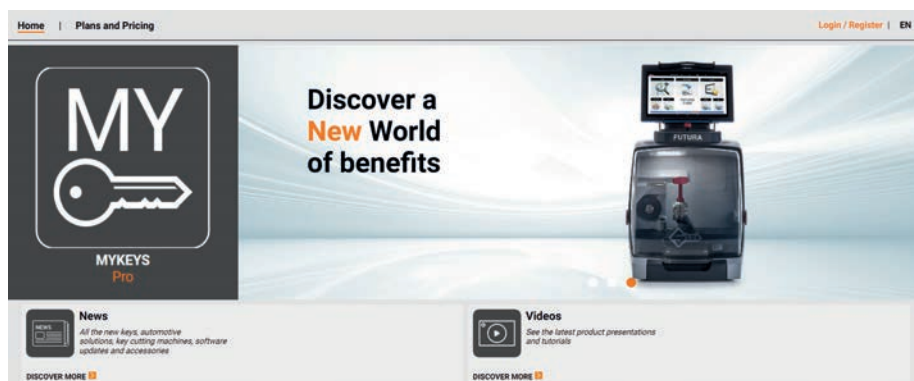 Home | Plans and Pricing
Login / Register | EN
MY
MYKEYS
Pro
Discover a
New World
of benefits
FUTURA
NEWS
News
All the new keys, automotive
solutions, key cutting machines, software
updates and accessories
DISCOVER MORE
Videos
See the latest product presentations
and tutorials
DISCOVER MORE